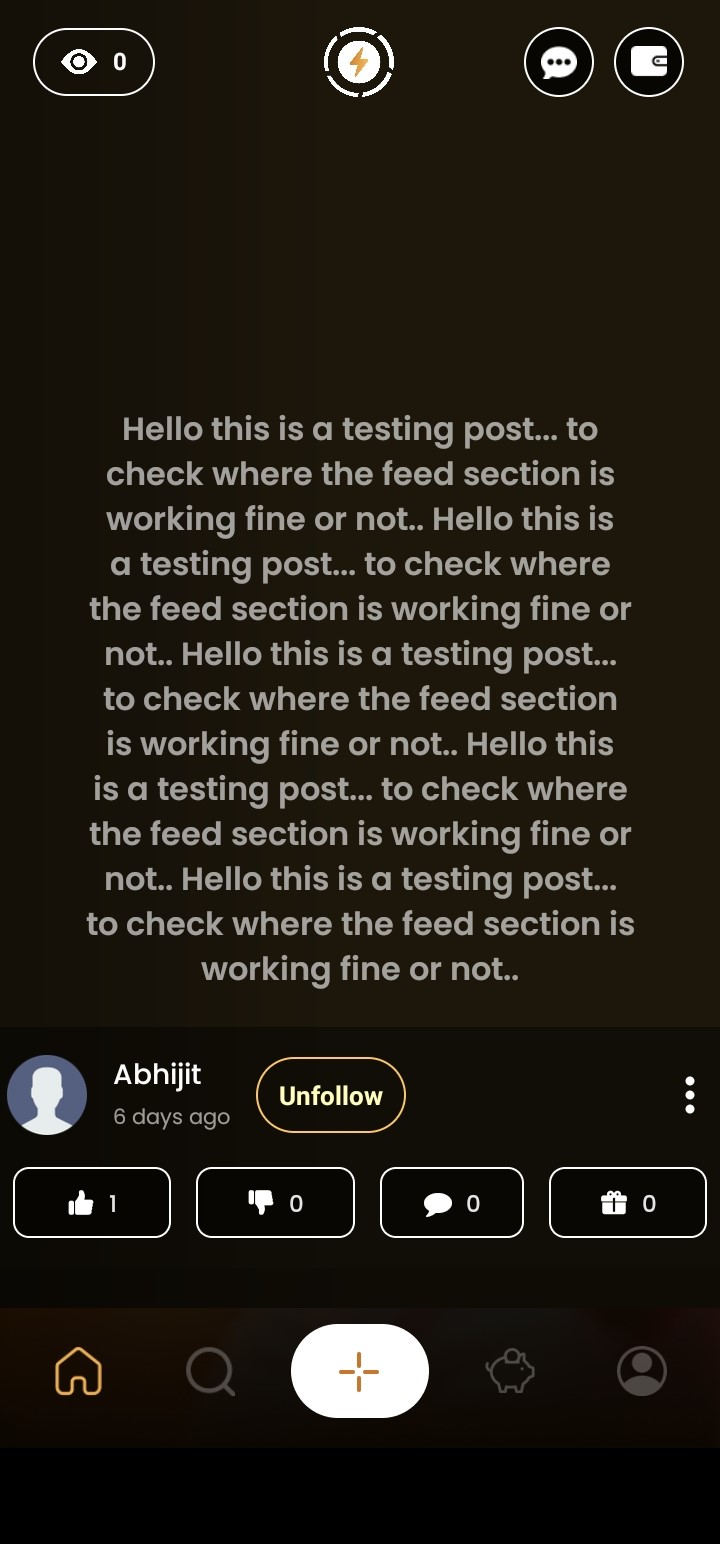 0
Hello this is a testing post... to
check where the feed section is
working fine or not.. Hello this is
a testing post... to check where
the feed section is working fine or
not.. Hello this is a testing post...
to check where the feed section
is working fine or not.. Hello this
is a testing post... to check where
the feed section is working fine or
not.. Hello this is a testing post...
to check where the feed section is
working fine or not..
Abhijit
6 days ago
Unfollow
1 0 0 0